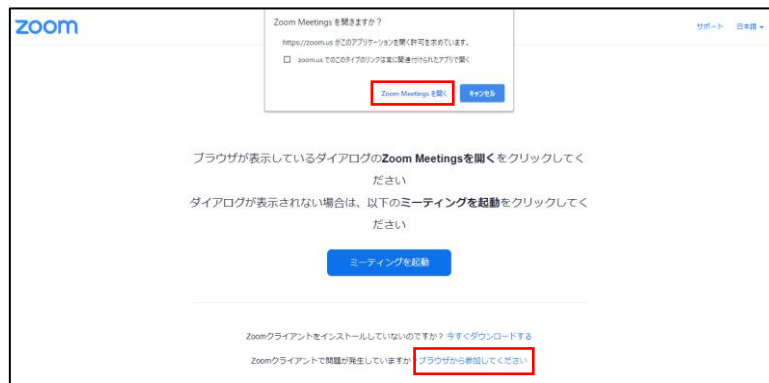 zoom
サポート 日本語
Zoom Meetings を開きますか？
https://zoom.us がこのアプリケーションを開く許可を求めています。
zoom.us でのこのタイプのリンクは常に関連付けられたアプリで開く
Zoom Meetings を開く キャンセル
ブラウザが表示しているダイアログのZoom Meetingsを開くをクリックしてく
ださい
ダイアログが表示されない場合は、以下のミーティングを起動をクリックしてく
ださい
ミーティングを起動
Zoomクライアントをインストールしていないのですか？ 今すぐダウンロードする
Zoomクライアントで問題が発生していますか ブラウザから参加してください